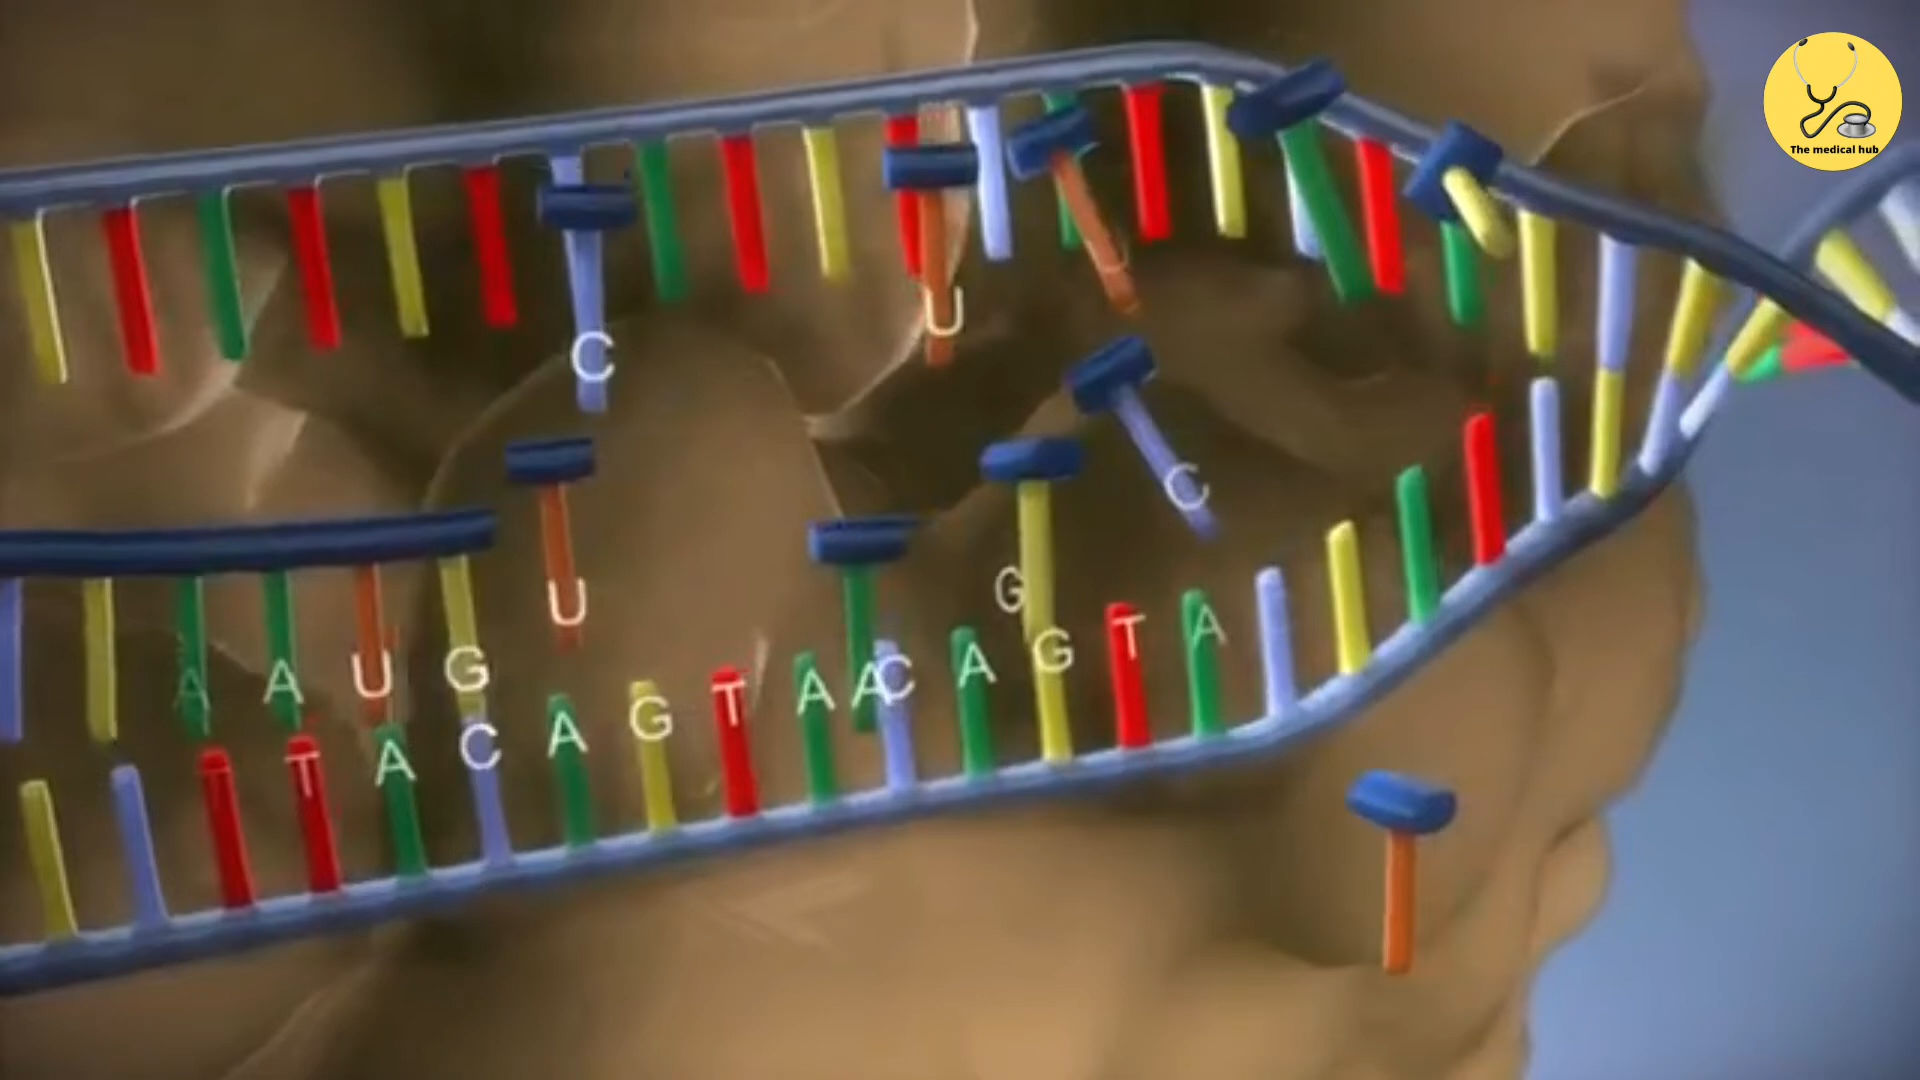 The medical hub
C
U
C
U
G
A A U G
T T A C A G T A A C A G T A